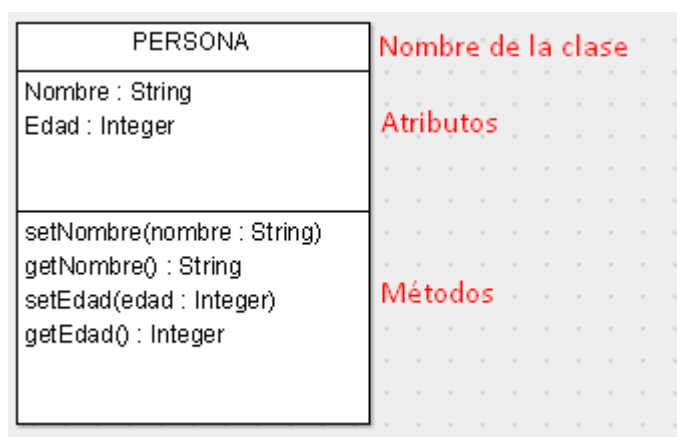 PERSONA
Nombre de la clase
Nombre : String
Edad : Integer
Atributos
setNombre(nombre : String)
getNombre() : String
setEdad(edad : Integer)
Métodos
getEdad() : Integer